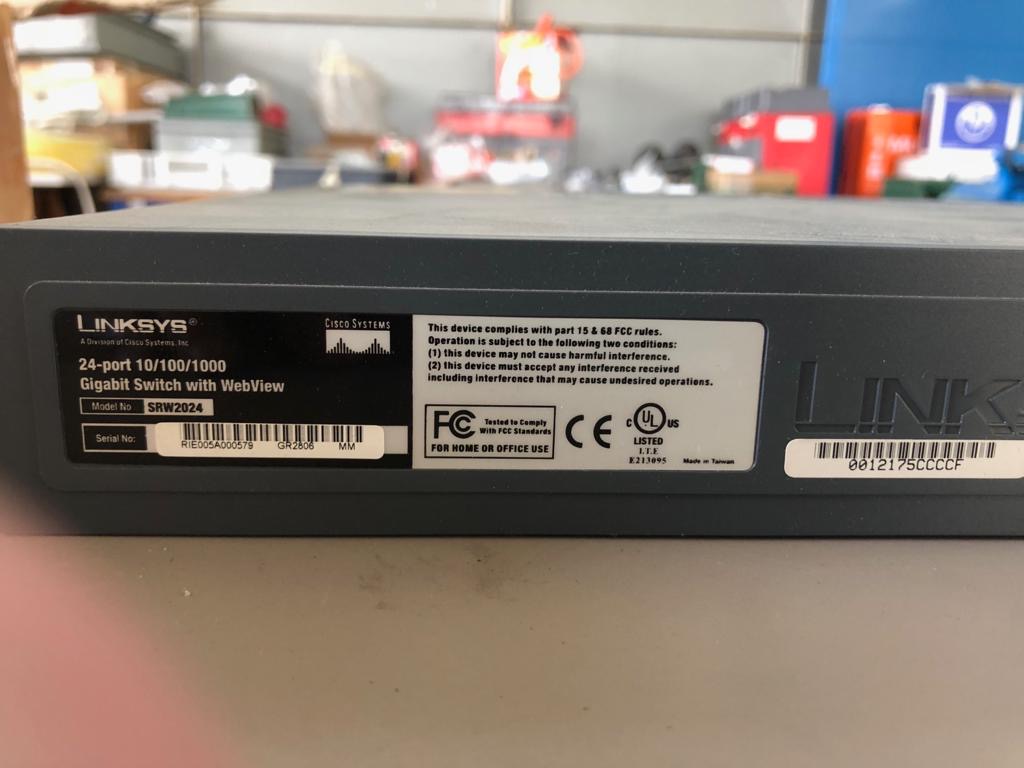 LINKSYS®
A Division of Cisco Systems, Inc
24-port 10/100/1000
Gigabit Switch with WebView
Model No SRW2024
Serial No:
RIE005A000579 GR2806 MM
CISCO SYSTEMS
This device complies with part 15 & 68 FCC rules.
Operation is subject to the following two conditions:
(1) this device may not cause harmful interference.
(2) this device must accept any interference received
including interference that may cause undesired operations.
FCC Tested to Comply
With FCC Standards
FOR HOME OR OFFICE USE
CE
C UL US
LISTED
I.T.E
E213095
Made in Taiwan
LINK
0012175CCCCF